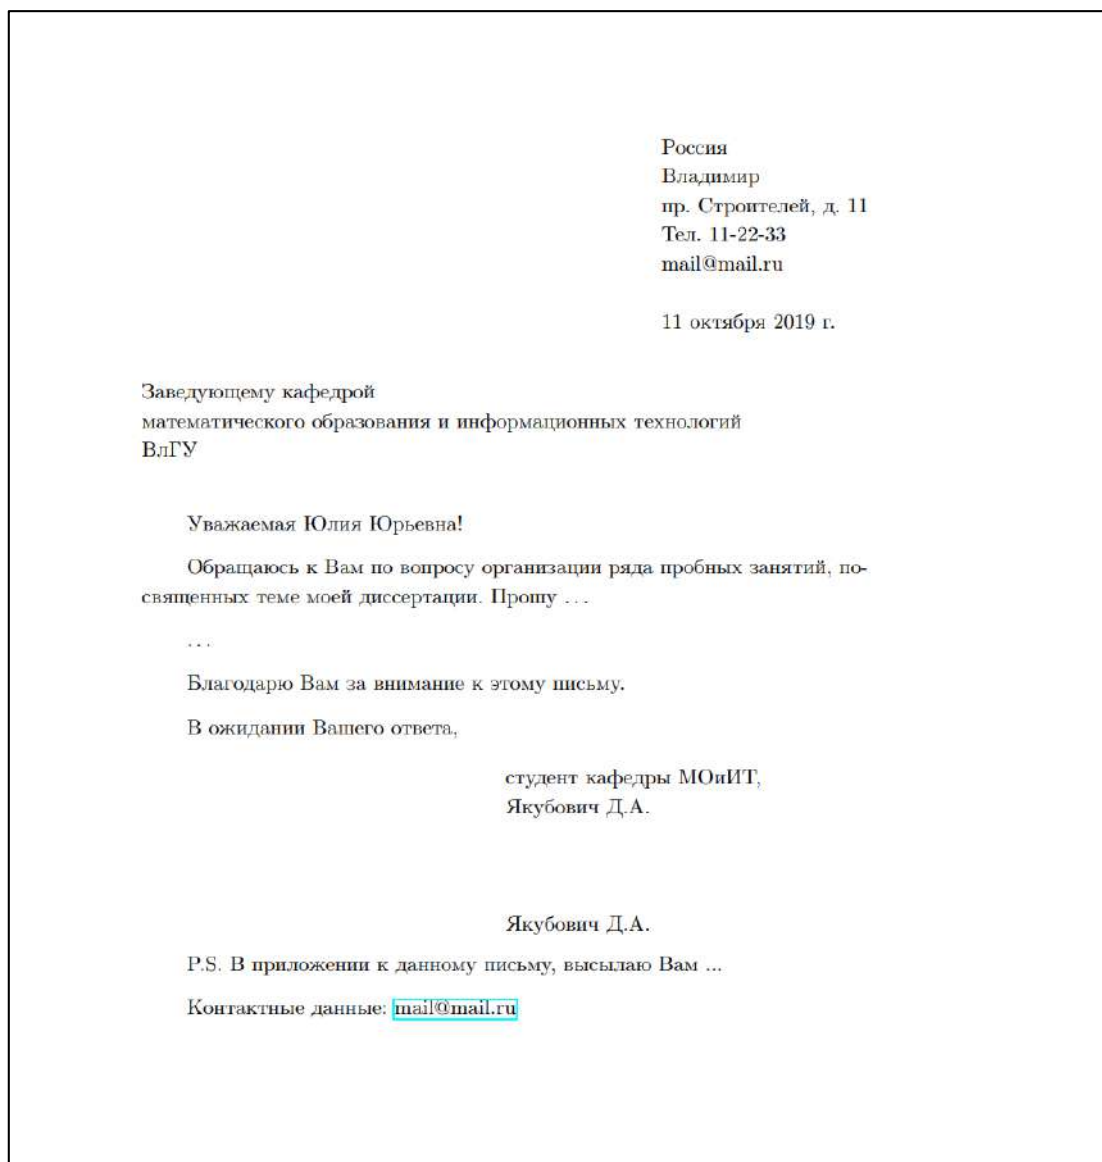 Россия
Владимир
пр. Строителей, д. 11
Тел. 11-22-33
mail@mail.ru
11 октября 2019 г.
Заведующему кафедрой
математического образования и информационных технологий
ВлГУ
Уважаемая Юлия Юрьевна!
Обращаюсь к Вам по вопросу организации ряда пробных занятий, по-
священных теме моей диссертации. Прошу ...
...
Благодарю Вам за внимание к этому письму.
В ожидании Вашего ответа,
студент кафедры МОиИТ,
Якубович Д.А.
Якубович Д.А.
P.S. В приложении к данному письму, высылаю Вам ...
Контактные данные: mail@mail.ru